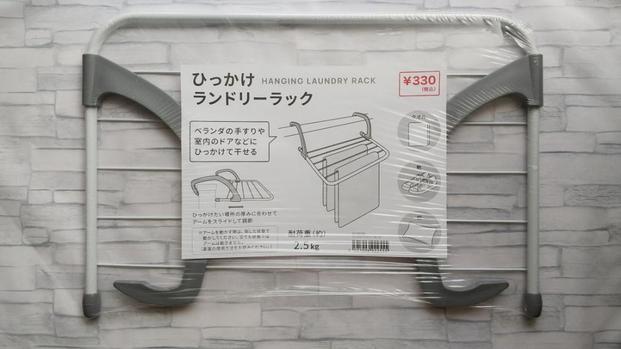 ひっかけ HANGING LAUNDRY RACK
ランドリーラック
¥330
(税込)
ベランダの手すりや
室内のドアなどに
ひっかけて干せる
ひっかけたい場所の厚みに合わせて
アームをスライドして調節
耐荷重(約)
2.5kg